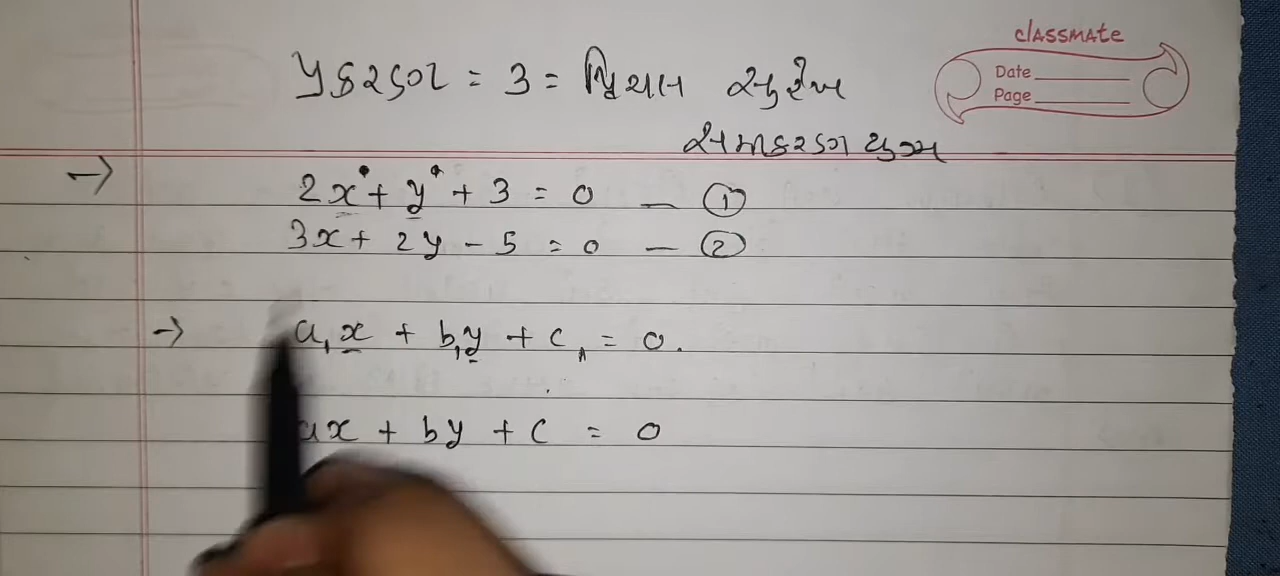 classmate
Date
Page
પ્રકરણ = 3 = દ્વિચલ સુરેખ
સમીકરણ યુગ્મ
→ 2x + y + 3 = 0 — ①
3x + 2y - 5 = 0 — ②
→ a₁x + b₁y + c₁ = 0.
ax + by + c = 0